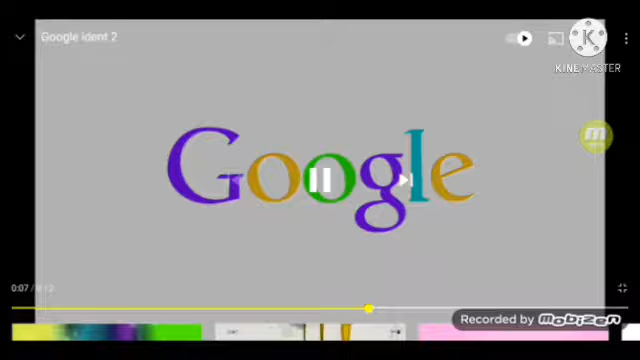 Google ident 2
KINEMASTER
Google
0:07 / 0:12
Recorded by mobizen